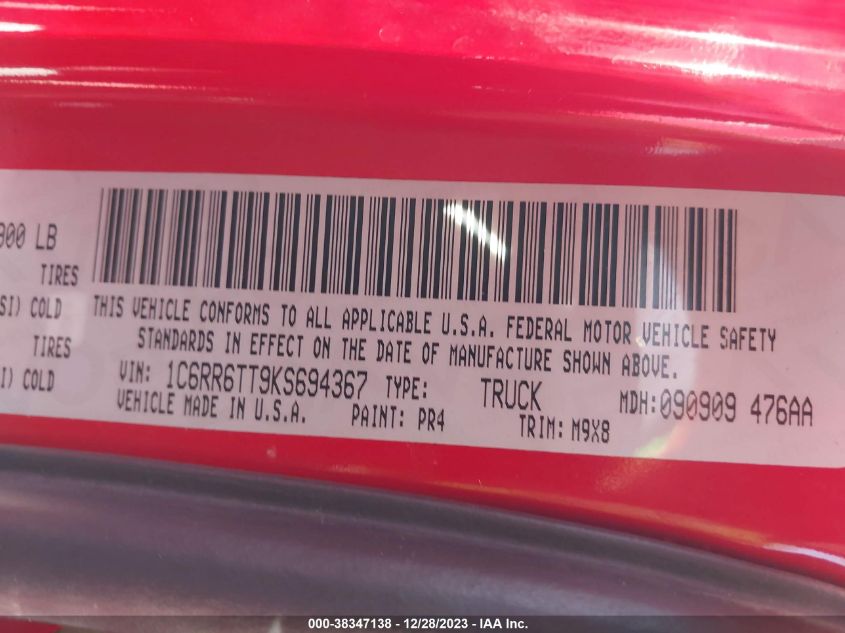 800 LB
TIRES
SI) COLD
TIRES
I) COLD
THIS VEHICLE CONFORMS TO ALL APPLICABLE U.S.A. FEDERAL MOTOR VEHICLE SAFETY
STANDARDS IN EFFECT ON THE DATE OF MANUFACTURE SHOWN ABOVE.
VIN: 1C6RR6TT9KS694367 TYPE: TRUCK MDH:090909 476AA
VEHICLE MADE IN U.S.A. PAINT: PR4 TRIM: M9X8
000-38347138 - 12/28/2023 - IAA Inc.